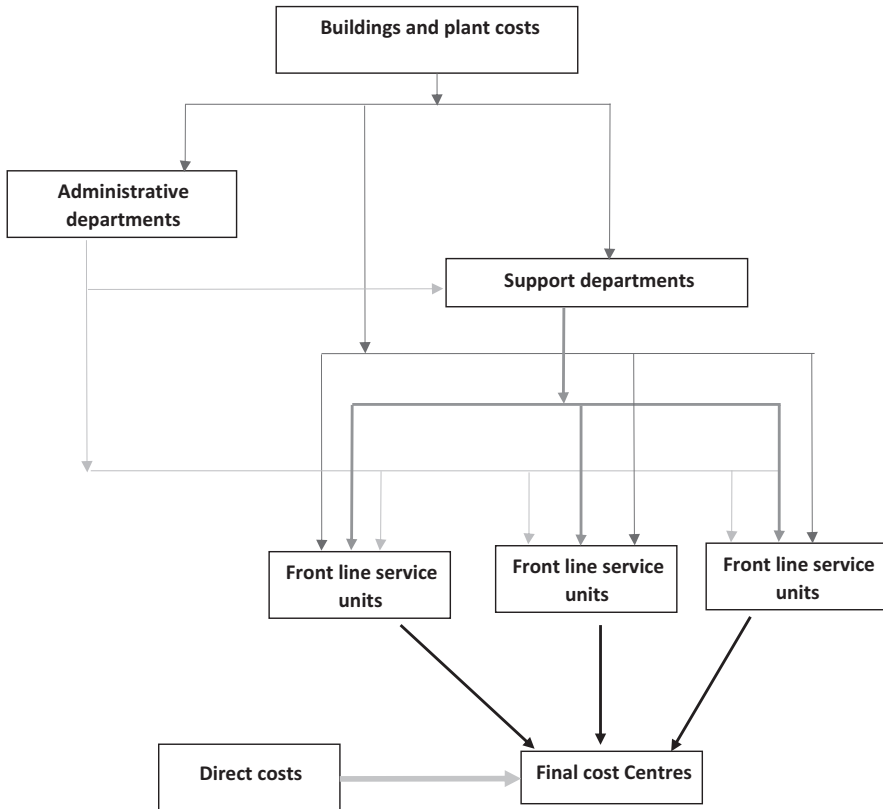 Buildings and plant costs
Administrative
departments
Support departments
Front line service
units
Front line service
units
Front line service
units
Direct costs
Final cost Centres